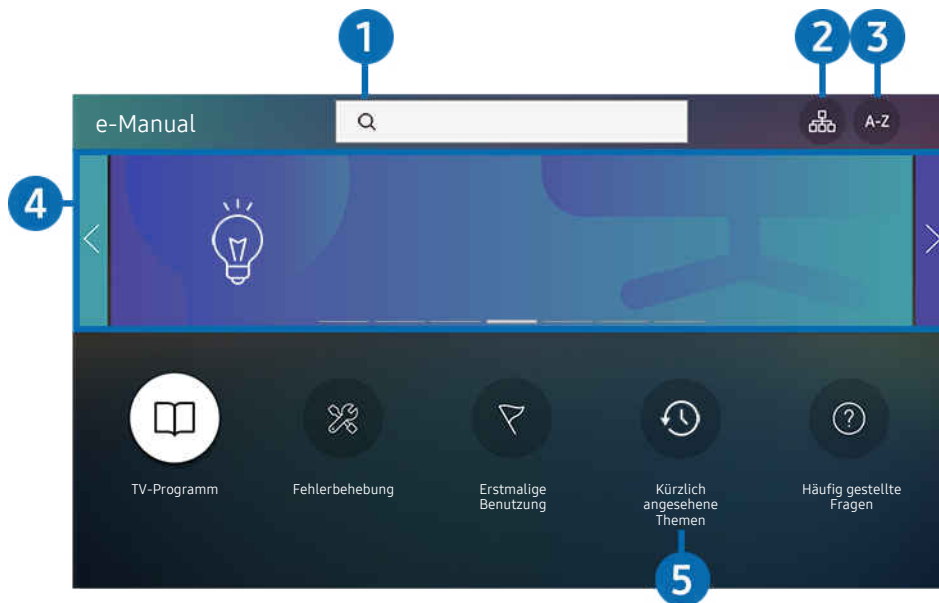 1
2
3
e-Manual
A-Z
4
TV-Programm
Fehlerbehebung
Erstmalige
Benutzung
Kürzlich
angesehene
Themen
Häufig gestellte
Fragen
5